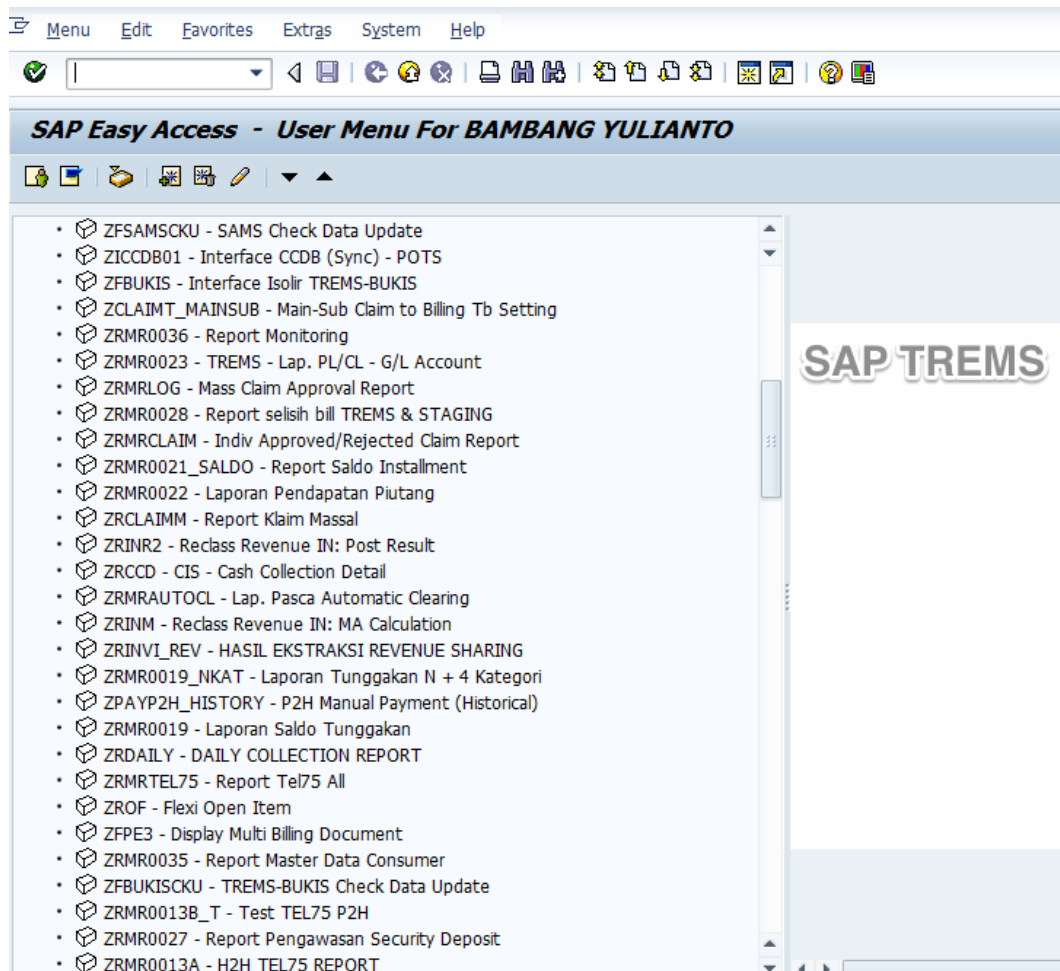 Menu Edit Favorites Extras System Help
SAP Easy Access - User Menu For BAMBANG YULIANTO
ZFSAMSCKU - SAMS Check Data Update
ZICCDB01 - Interface CCDB (Sync) - POTS
ZFBUKIS - Interface Isolir TREMS-BUKIS
ZCLAIMT_MAINSUB - Main-Sub Claim to Billing Tb Setting
ZRMR0036 - Report Monitoring
ZRMR0023 - TREMS - Lap. PL/CL - G/L Account
ZRMRLOG - Mass Claim Approval Report
ZRMR0028 - Report selisih bill TREMS & STAGING
ZRMRCLAIM - Indiv Approved/Rejected Claim Report
ZRMR0021_SALDO - Report Saldo Installment
ZRMR0022 - Laporan Pendapatan Piutang
ZRCLAIMM - Report Klaim Massal
ZRINR2 - Reclass Revenue IN: Post Result
ZRCCD - CIS - Cash Collection Detail
ZRMRAUTOCL - Lap. Pasca Automatic Clearing
ZRINM - Reclass Revenue IN: MA Calculation
ZRINVI_REV - HASIL EKSTRAKSI REVENUE SHARING
ZRMR0019_NKAT - Laporan Tunggakan N + 4 Kategori
ZPAYP2H_HISTORY - P2H Manual Payment (Historical)
ZRMR0019 - Laporan Saldo Tunggakan
ZRDAILY - DAILY COLLECTION REPORT
ZRMRTEL75 - Report Tel75 All
ZROF - Flexi Open Item
ZFPE3 - Display Multi Billing Document
ZRMR0035 - Report Master Data Consumer
ZFBUKISCKU - TREMS-BUKIS Check Data Update
ZRMR0013B_T - Test TEL75 P2H
ZRMR0027 - Report Pengawasan Security Deposit
ZRMR0013A - H2H TEL75 REPORT
SAP TREMS